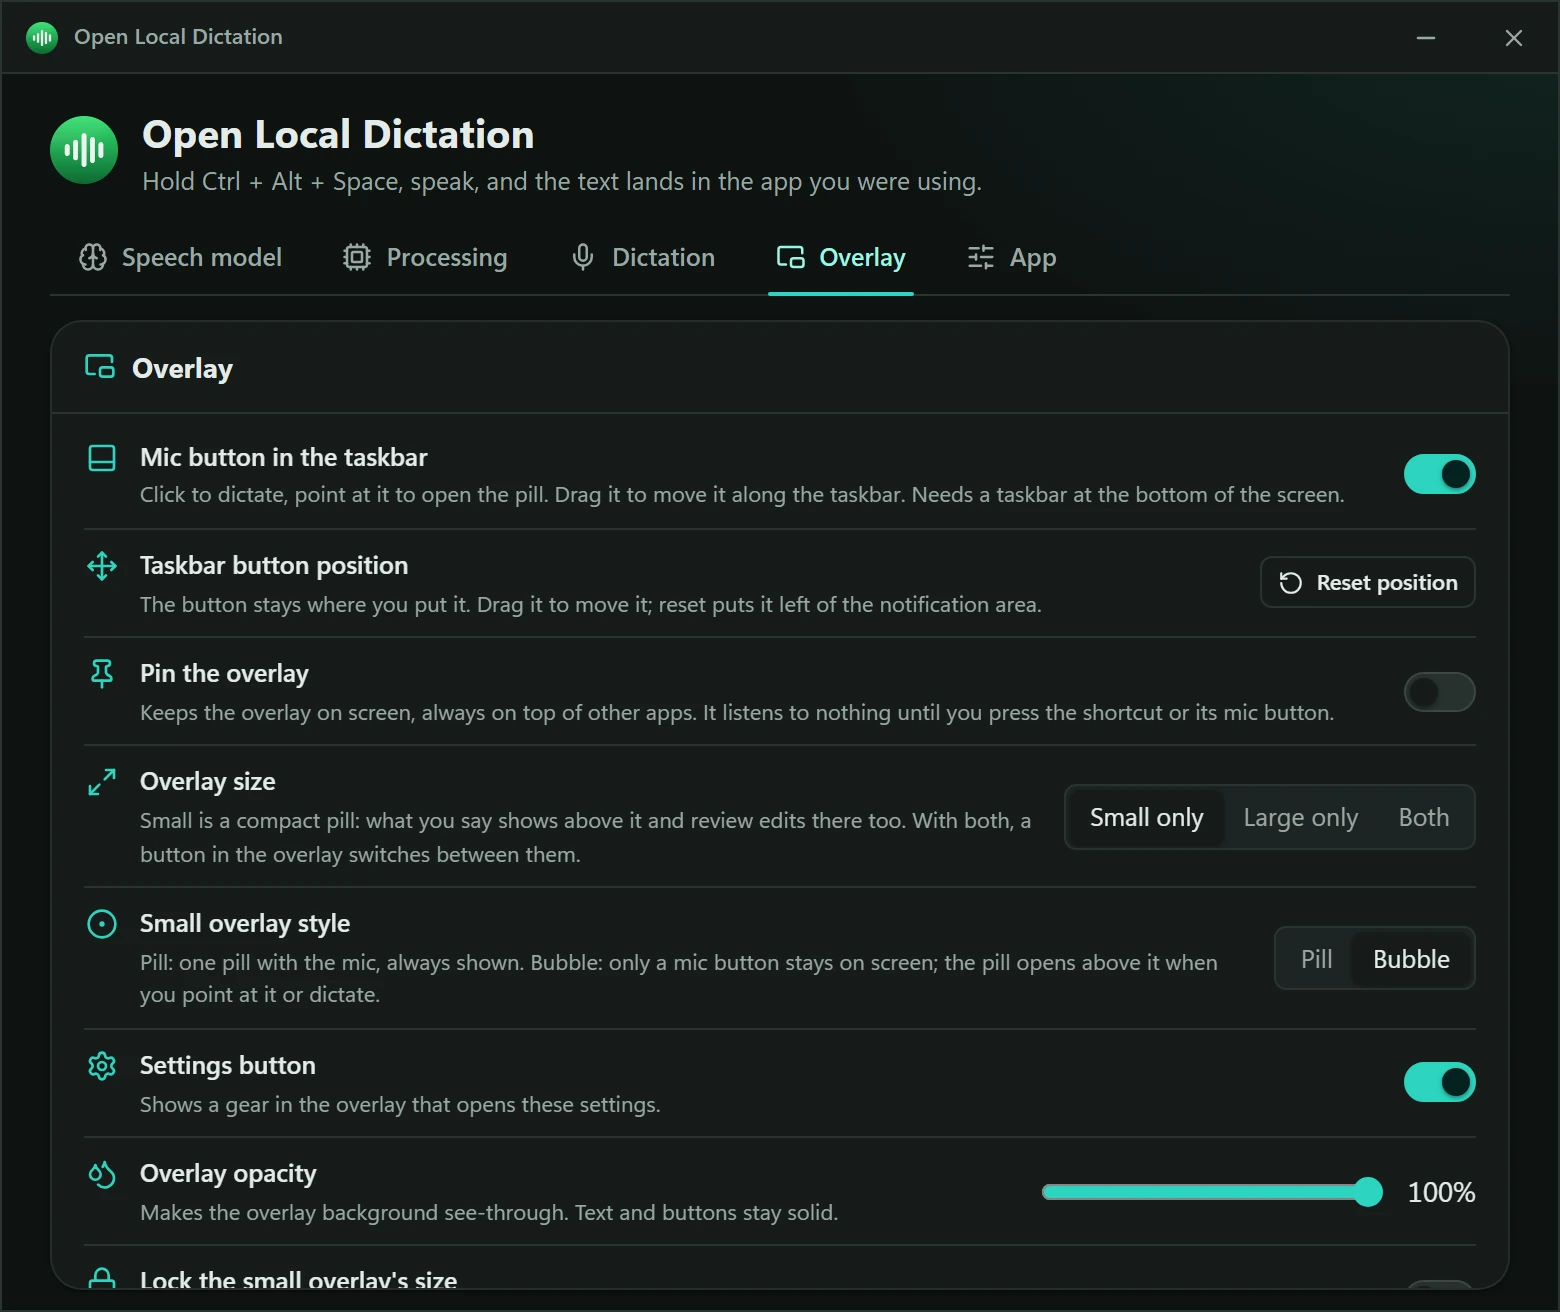 Open Local Dictation
Open Local Dictation
Hold Ctrl + Alt + Space, speak, and the text lands in the app you were using.
Speech model
Processing
Dictation
Overlay
App
Overlay
Mic button in the taskbar
Click to dictate, point at it to open the pill. Drag it to move it along the taskbar. Needs a taskbar at the bottom of the screen.
Taskbar button position
The button stays where you put it. Drag it to move it; reset puts it left of the notification area.
Reset position
Pin the overlay
Keeps the overlay on screen, always on top of other apps. It listens to nothing until you press the shortcut or its mic button.
Overlay size
Small is a compact pill: what you say shows above it and review edits there too. With both, a
button in the overlay switches between them.
Small only
Large only
Both
Small overlay style
Pill: one pill with the mic, always shown. Bubble: only a mic button stays on screen; the pill opens above it when
you point at it or dictate.
Pill
Bubble
Settings button
Shows a gear in the overlay that opens these settings.
Overlay opacity
Makes the overlay background see-through. Text and buttons stay solid.
100%
Lock the small overlay's size